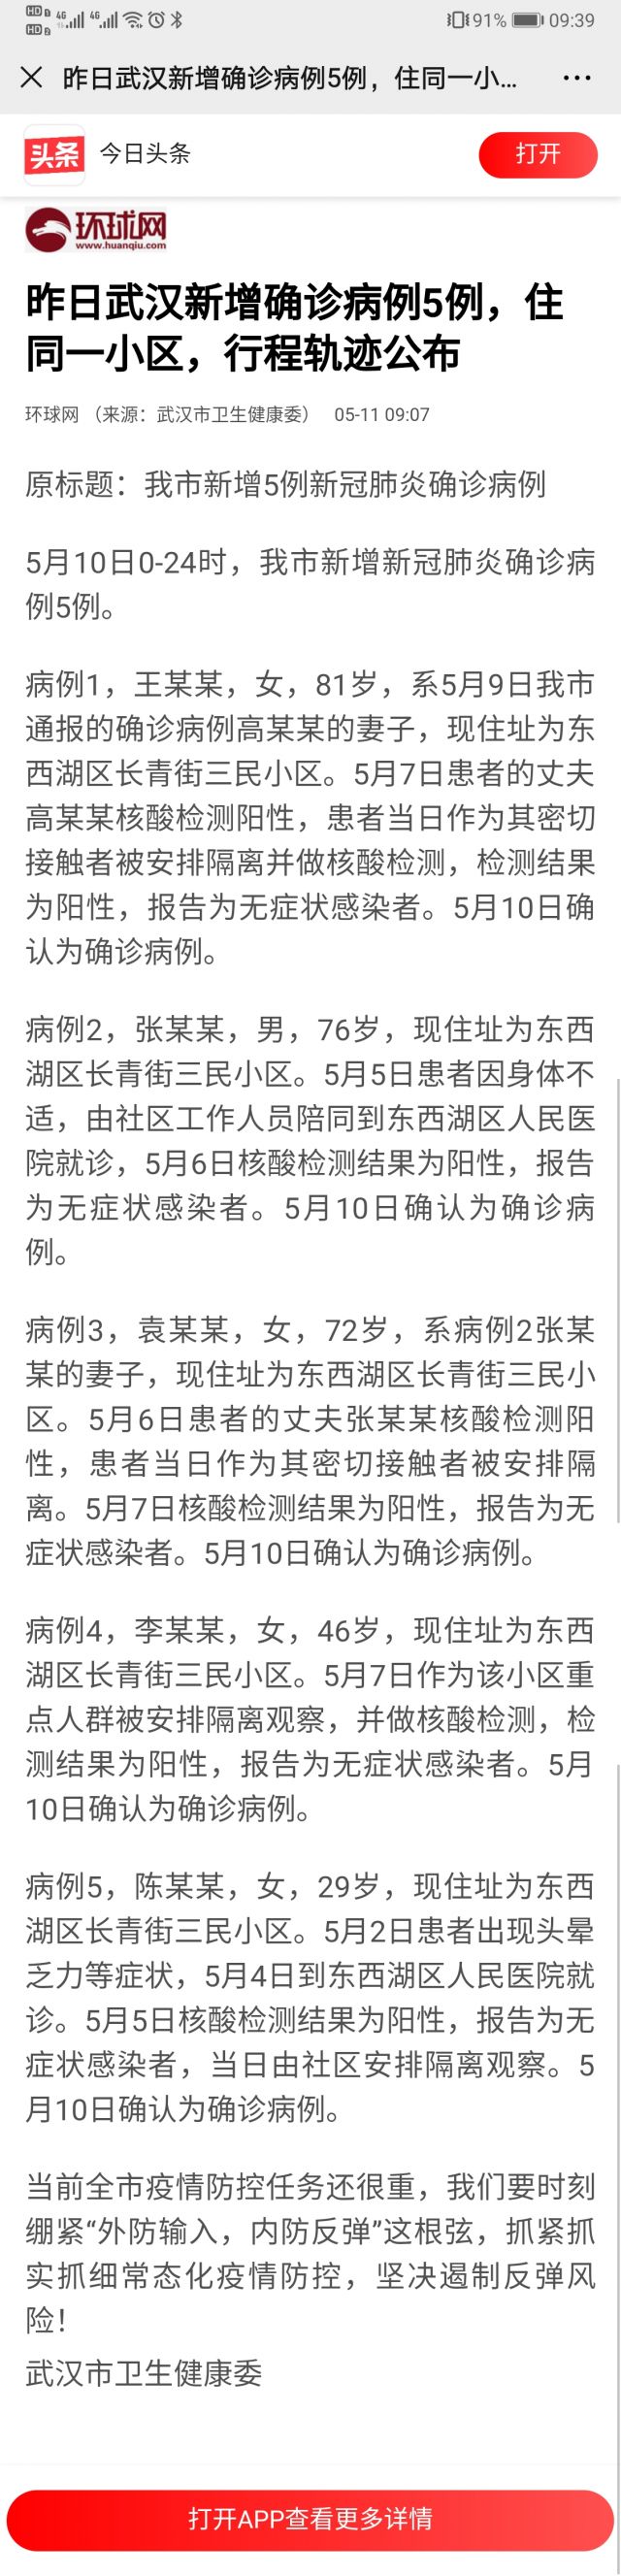 HD 1 4G 4G 91% 09:39
HD 2
昨日武汉新增确诊病例5例，住同一小...
头条 今日头条 打开
环球网
www.huanqiu.com
昨日武汉新增确诊病例5例，住
同一小区，行程轨迹公布
环球网 （来源：武汉市卫生健康委） 05-11 09:07
原标题：我市新增5例新冠肺炎确诊病例
5月10日0-24时，我市新增新冠肺炎确诊病
例5例。
病例1，王某某，女，81岁，系5月9日我市
通报的确诊病例高某某的妻子，现住址为东
西湖区长青街三民小区。5月7日患者的丈夫
高某某核酸检测阳性，患者当日作为其密切
接触者被安排隔离并做核酸检测，检测结果
为阳性，报告为无症状感染者。5月10日确
认为确诊病例。
病例2，张某某，男，76岁，现住址为东西
湖区长青街三民小区。5月5日患者因身体不
适，由社区工作人员陪同到东西湖区人民医
院就诊，5月6日核酸检测结果为阳性，报告
为无症状感染者。5月10日确认为确诊病
例。
病例3，袁某某，女，72岁，系病例2张某
某的妻子，现住址为东西湖区长青街三民小
区。5月6日患者的丈夫张某某核酸检测阳
性，患者当日作为其密切接触者被安排隔
离。5月7日核酸检测结果为阳性，报告为无
症状感染者。5月10日确认为确诊病例。
病例4，李某某，女，46岁，现住址为东西
湖区长青街三民小区。5月7日作为该小区重
点人群被安排隔离观察，并做核酸检测，检
测结果为阳性，报告为无症状感染者。5月
10日确认为确诊病例。
病例5，陈某某，女，29岁，现住址为东西
湖区长青街三民小区。5月2日患者出现头晕
乏力等症状，5月4日到东西湖区人民医院就
诊。5月5日核酸检测结果为阳性，报告为无
症状感染者，当日由社区安排隔离观察。5
月10日确认为确诊病例。
当前全市疫情防控任务还很重，我们要时刻
绷紧“外防输入，内防反弹”这根弦，抓紧抓
实抓细常态化疫情防控，坚决遏制反弹风
险！
武汉市卫生健康委
打开APP查看更多详情